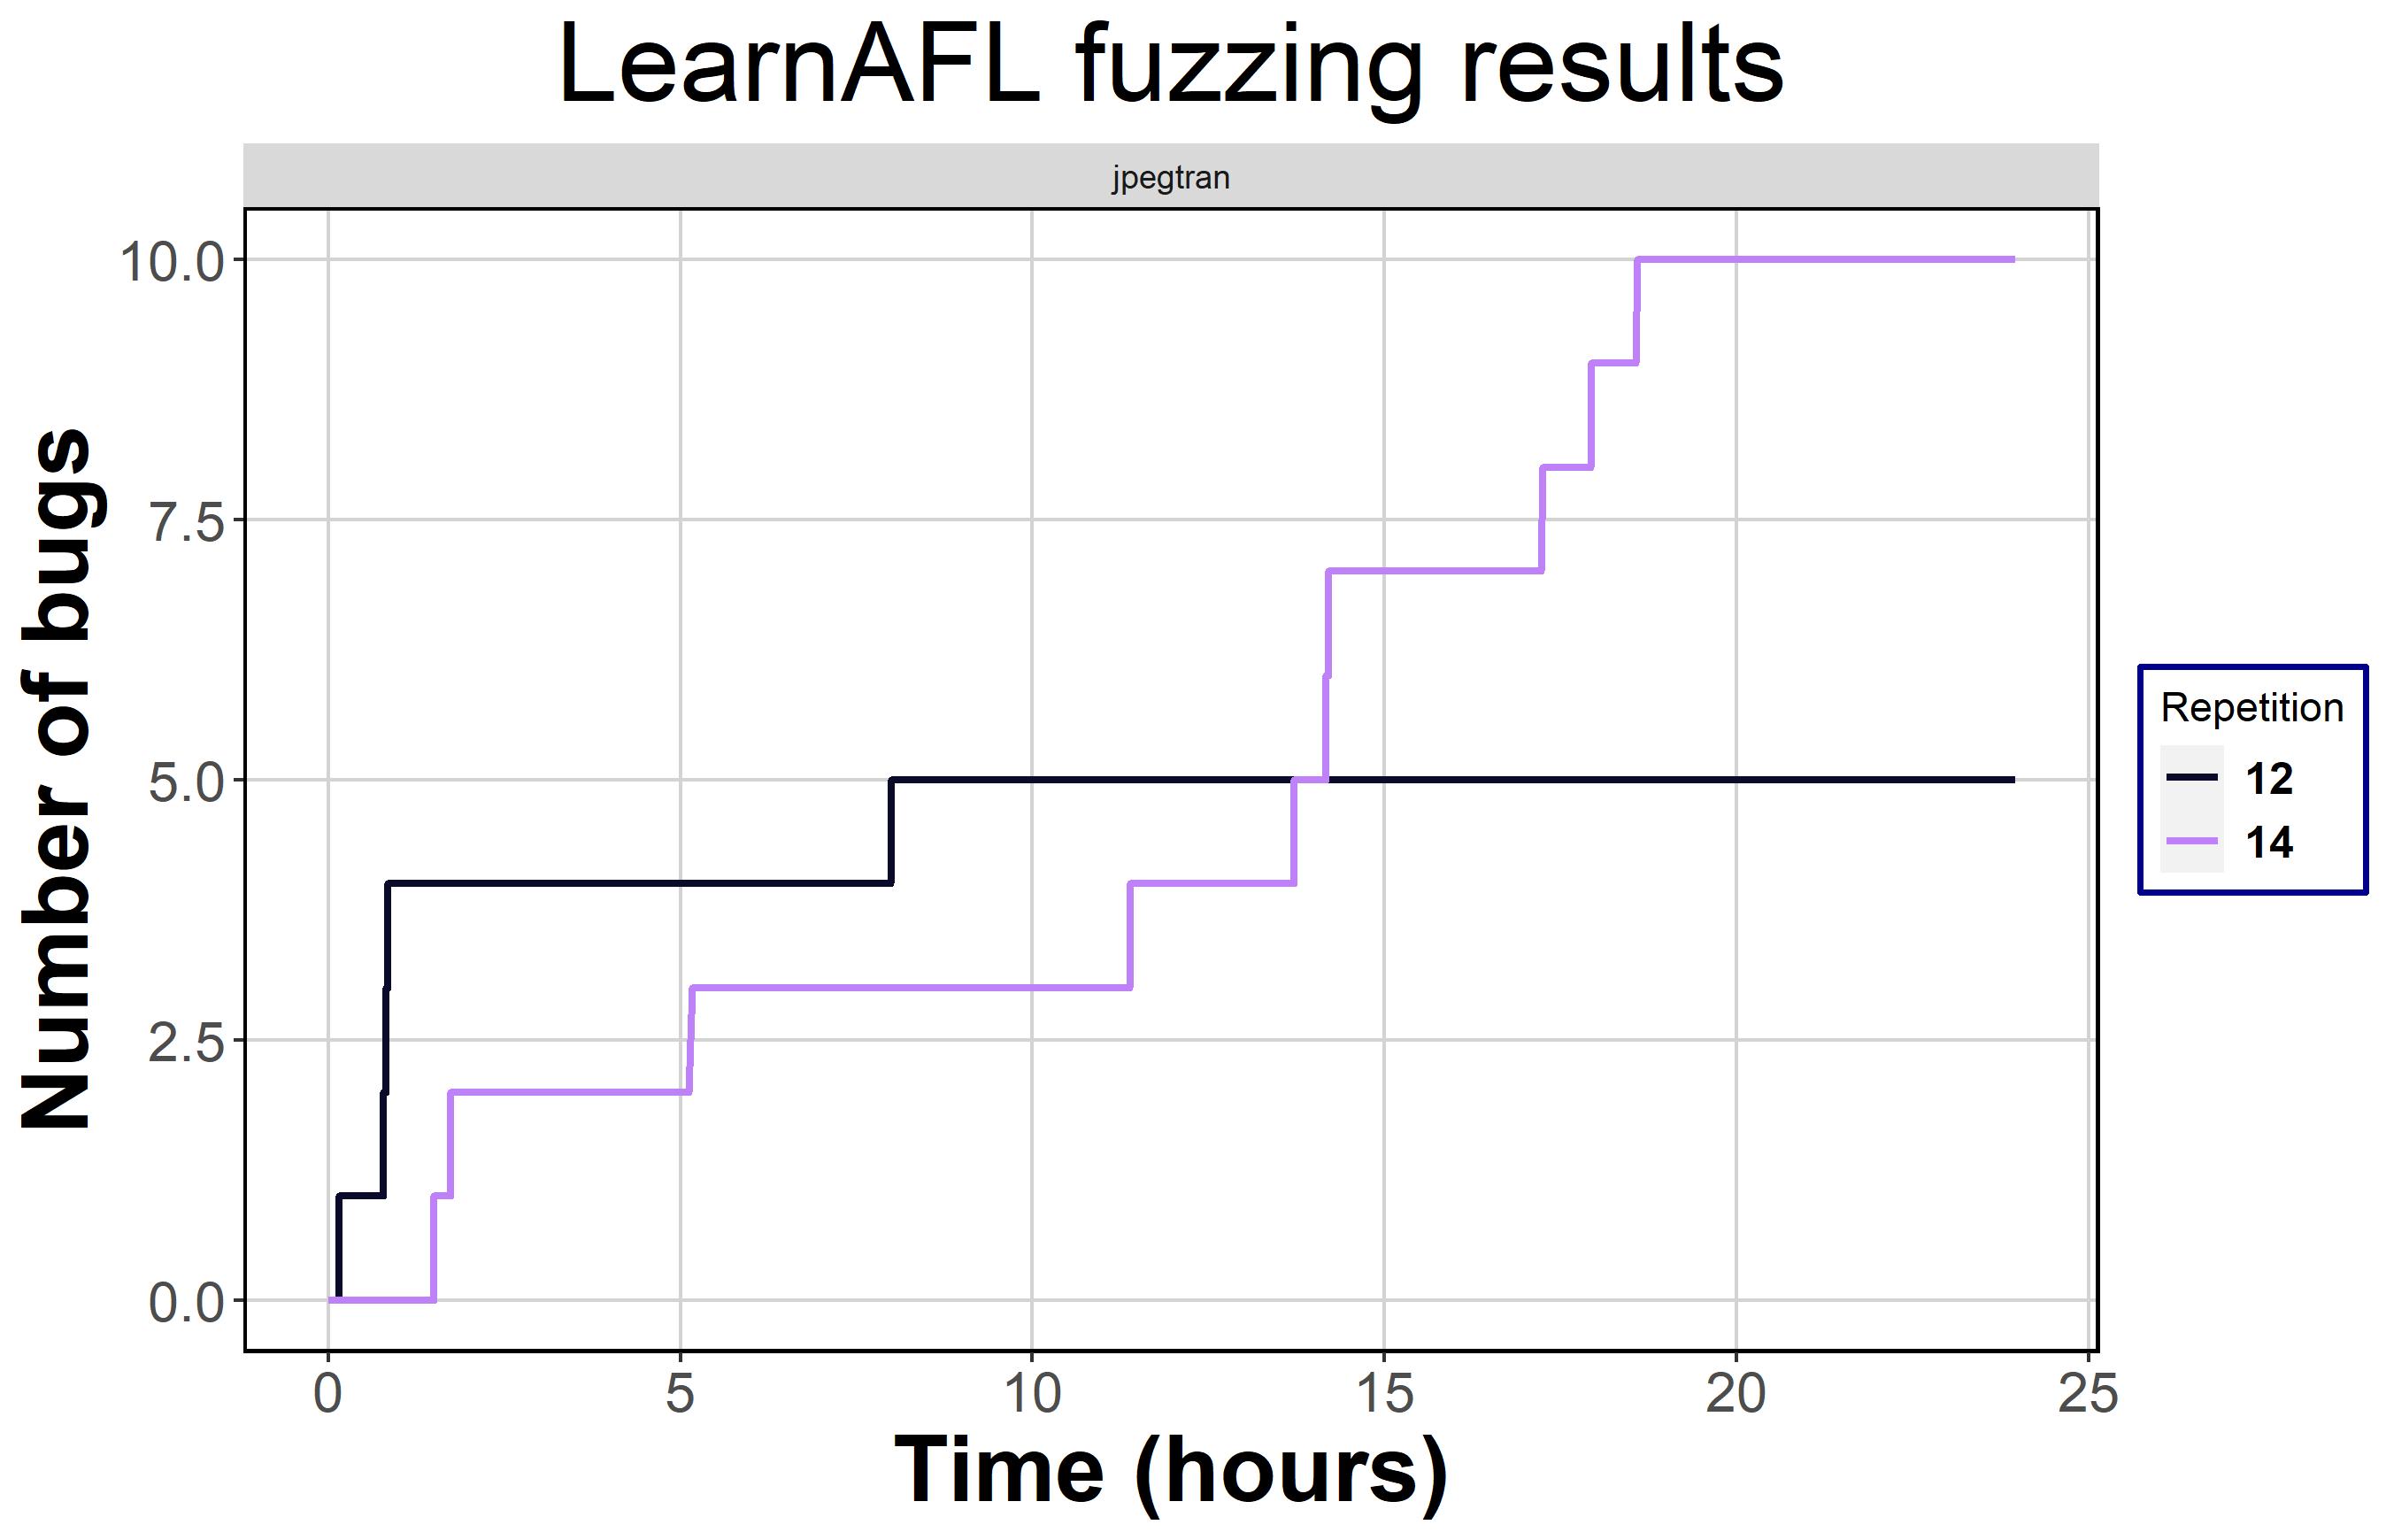 LearnAFL fuzzing results
jpegtran
Number of bugs
10.0
7.5
5.0
2.5
0.0
0 5 10 15 20 25
Time (hours)
Repetition
12
14